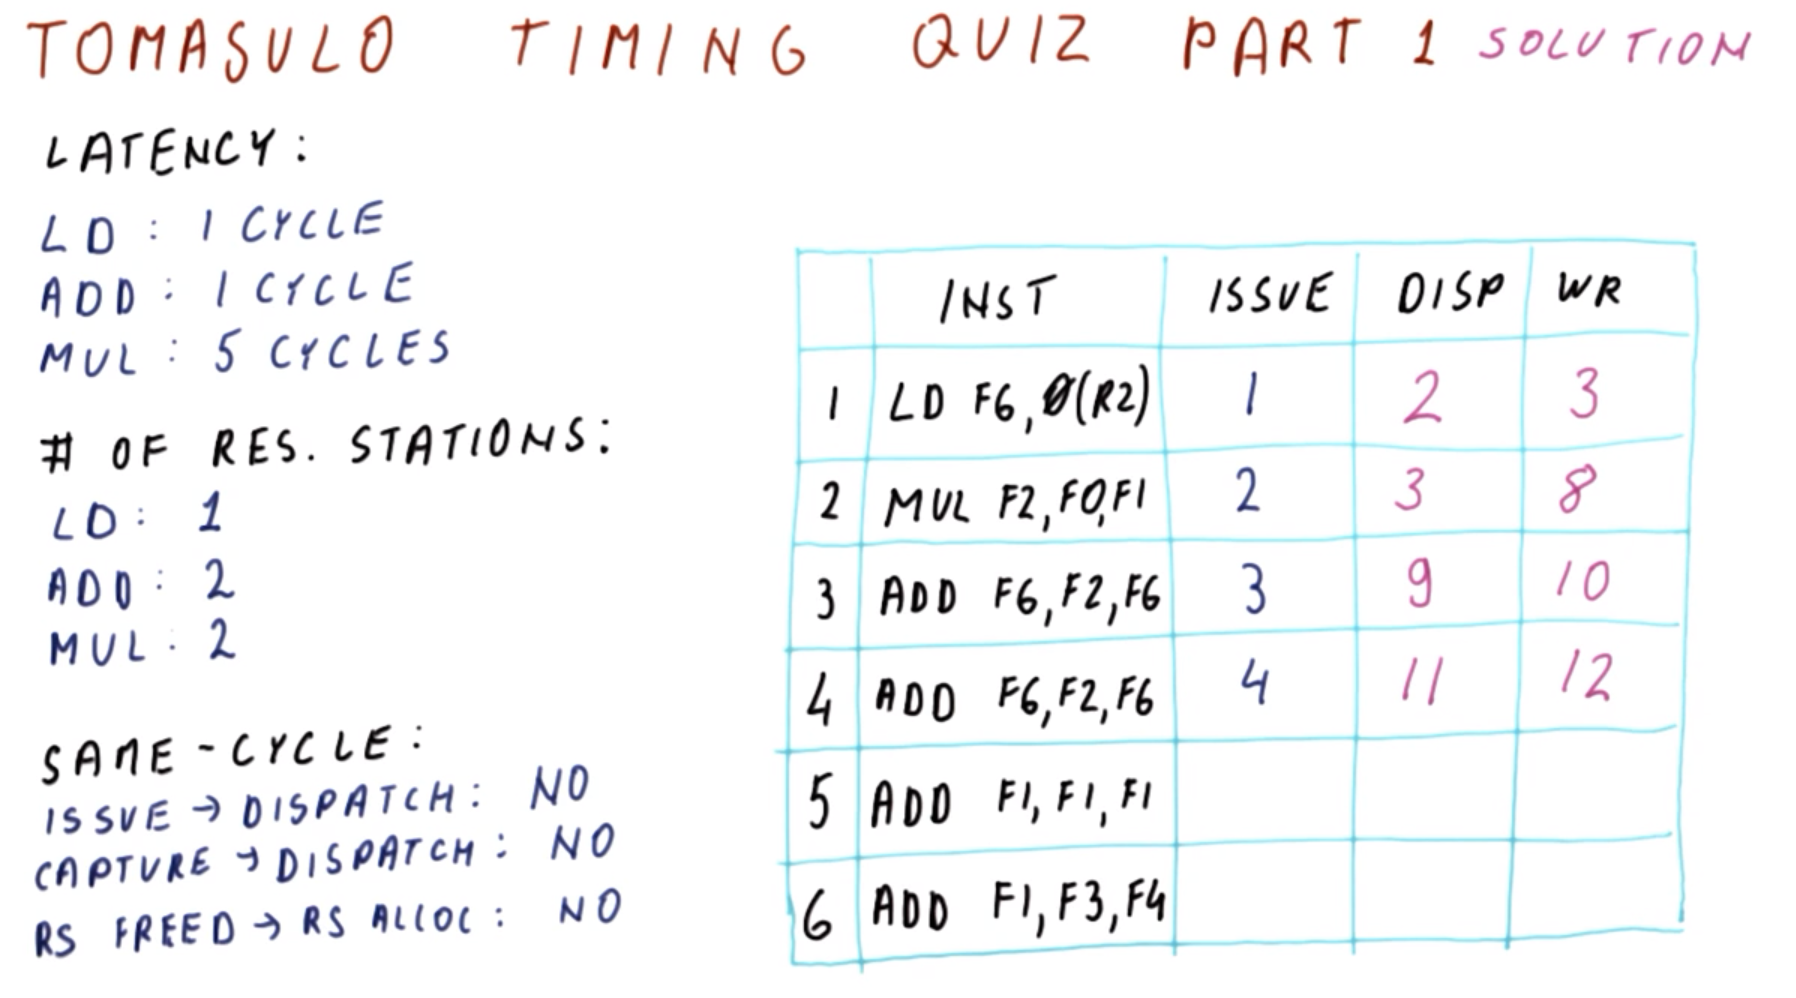 TOMASULO TIMING QUIZ PART 1 SOLUTION
LATENCY:
LD: 1 CYCLE
ADD: 1 CYCLE
MUL: 5 CYCLES
# OF RES. STATIONS:
LD: 1
ADD: 2
MUL: 2
SAME-CYCLE:
ISSUE → DISPATCH: NO
CAPTURE → DISPATCH: NO
RS FREED → RS ALLOC: NO
INST ISSUE DISP WR
1 LD F6, 0(R2) 1 2 3
2 MUL F2, F0, F1 2 3 8
3 ADD F6, F2, F6 3 9 10
4 ADD F6, F2, F6 4 11 12
5 ADD F1, F1, F1
6 ADD F1, F3, F4